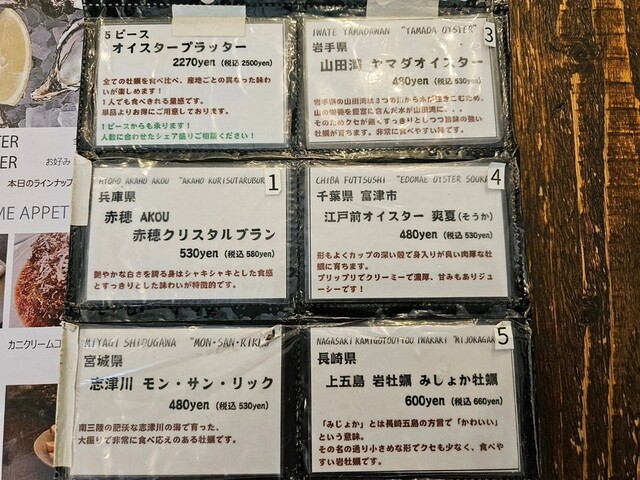 5ピース
オイスタープラッター
2270yen (税込 2500yen)
全ての牡蠣を食べ比べ、産地ごとの異なった味わ
いが楽しめます!
1人でも食べきれる量感です。
単品よりお得にご用意しております。
1ピースからも承ります!
人数に合わせたシェア盛りご相談ください!
IWATE YAMADAWAN "YAMADA OYSTER"
3
岩手県
山田湾 ヤマダオイスター
480yen (税込 530yen)
岩手県の山田湾は3つの川から水が注ぎこむため、
山の栄養を豊富に含んだ水が山田湾に、、、
そのためクセが無くすっきりとしつつ旨味の強い
牡蠣が育ちます。非常に食べやすい味です。
HYOGO AKAHO AKOU "AKAHO KURISUTARUBUR
1
兵庫県
赤穂 AKOU
赤穂クリスタルブラン
530yen (税込 580yen)
艶やかな白さを誇る身はシャキシャキとした食感
とすっきりとした味わいが特徴的です。
CHIBA FUTTSUSHI "EDOMAE OYSTER SOUKA
4
千葉県 富津市
江戸前オイスター 爽夏(そうか)
480yen (税込 530yen)
形もよくカップの深い殻で身入りが良い肉厚な牡
蠣に育ちます。
プリップリでクリーミーで濃厚、甘みもありジュ
ーシーです!
MIYAGI SHIDUGAWA "MON・SAN・RIKK
宮城県
志津川 モン・サン・リック
480yen (税込 530yen)
南三陸の肥沃な志津川の海で育った、
大振りで非常に食べ応えのある牡蠣です。
NAGASAKI KAMIGOTOUTYOU IWAKAKI "MIJOKAGAK
5
長崎県
上五島 岩牡蠣 みしょか牡蠣
600yen (税込 660yen)
「みじょか」とは長崎五島の方言で「かわいい」
という意味。
その名の通り小さめな形でクセも少なく、食べや
すい岩牡蠣です。
TER
ER
お好み
本日のラインナップ
ME APPET
カニクリームコ